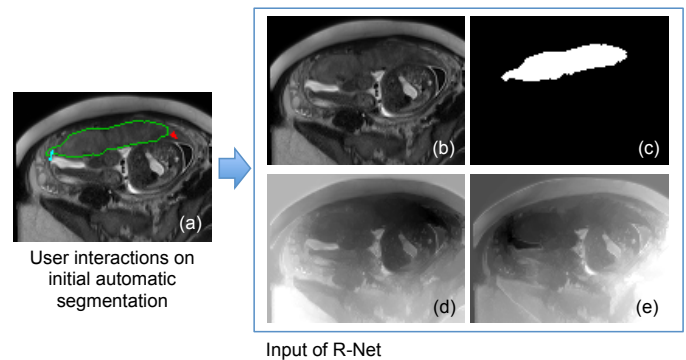 (a)
User interactions on
initial automatic
segmentation
(b)
(c)
(d)
(e)
Input of R-Net